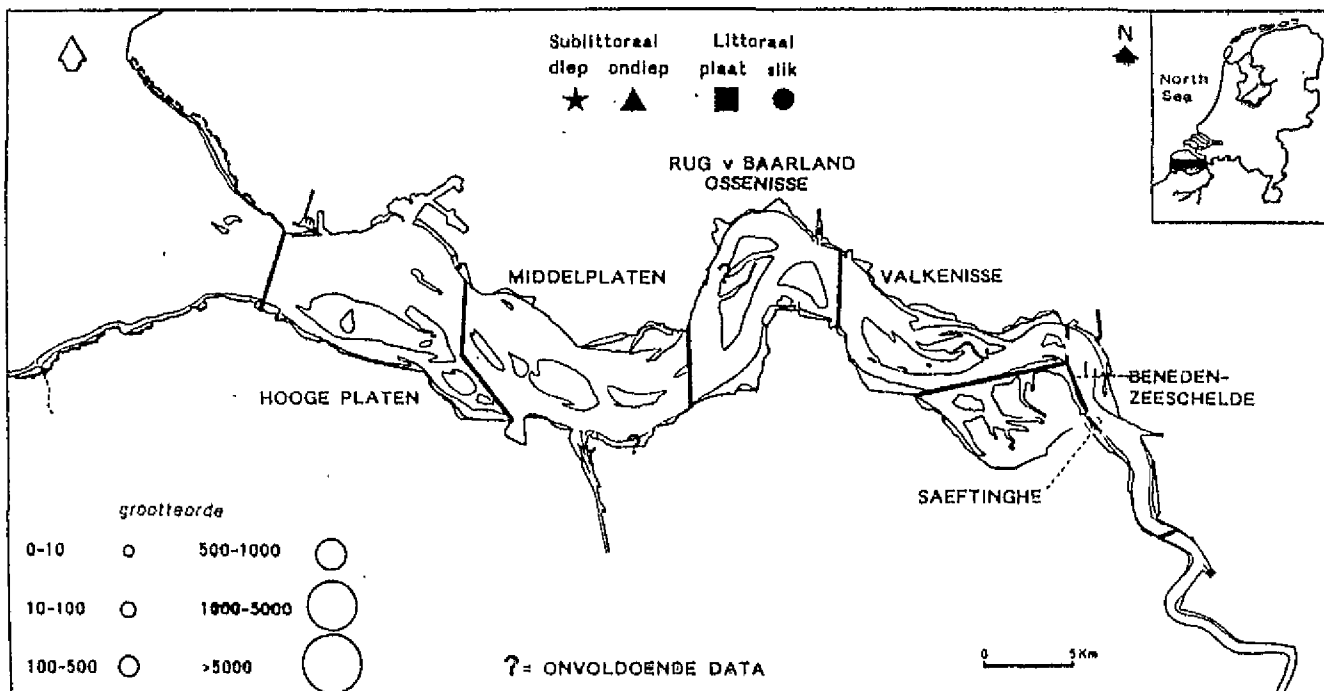 Sublittoraal Littoraal
diep ondiep plaat slik
N
North
Sea
RUG v BAARLAND
OSSENISSE
MIDDELPLATEN
VALKENISSE
HOOGE PLATEN
BENEDEN-
ZEESCHELDE
SAEFTINGHE
grootteorde
0-10 500-1000
10-100 1000-5000
100-500 >5000
?= ONVOLDOENDE DATA
0 5Km